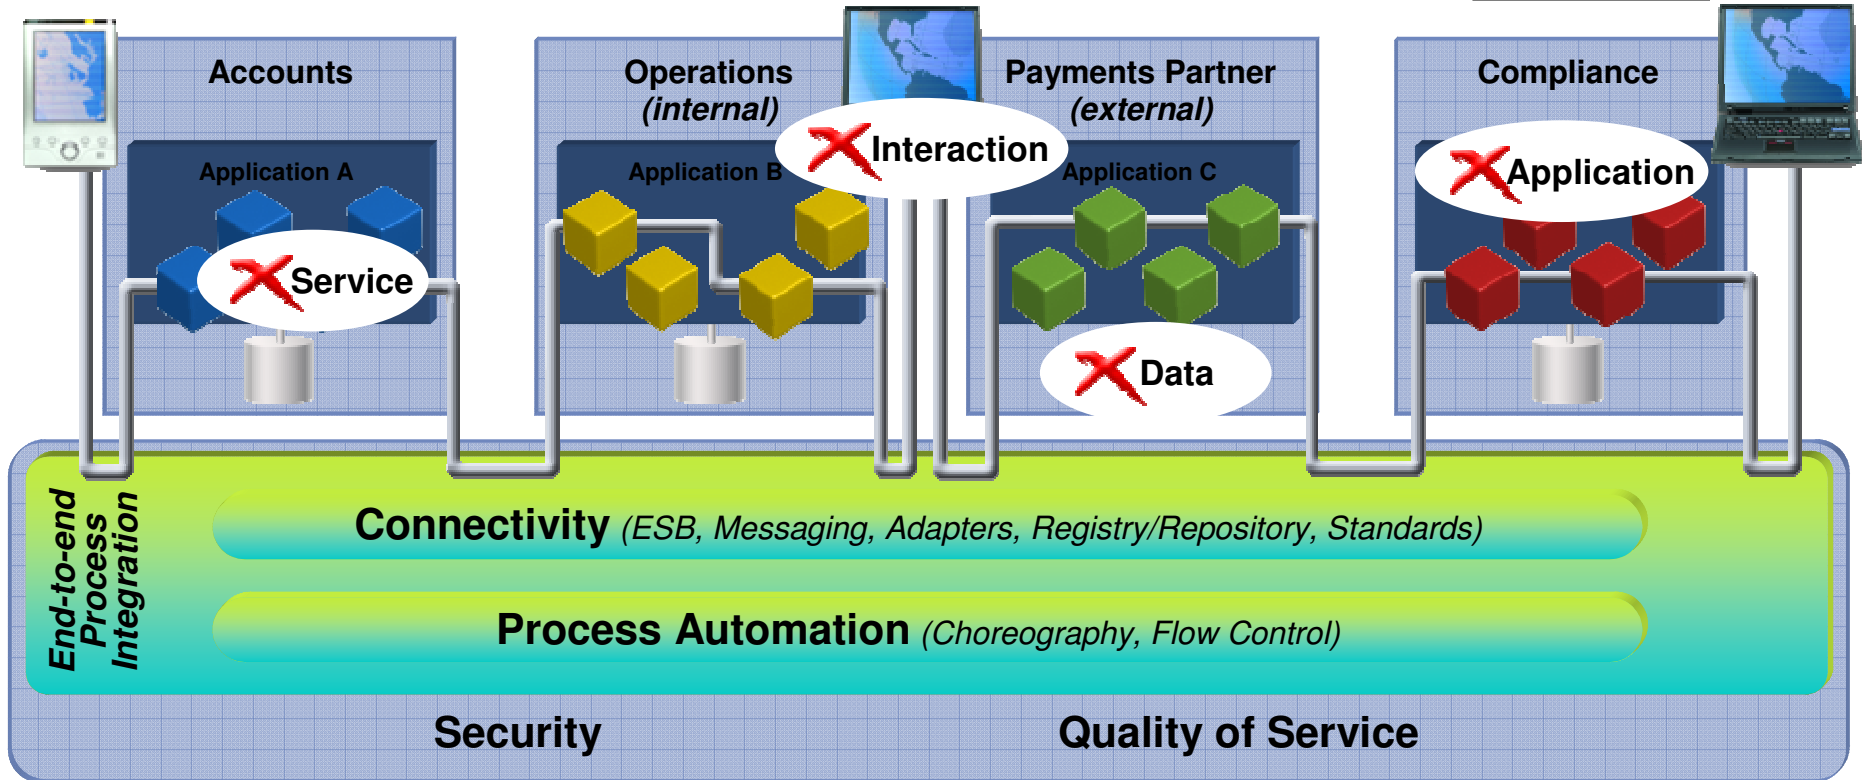 Accounts
Operations
(internal)
Payments Partner
(external)
Compliance
Application A
Application B
Application C
Interaction
Application
Service
Data
End-to-end
Process
Integration
Connectivity (ESB, Messaging, Adapters, Registry/Repository, Standards)
Process Automation (Choreography, Flow Control)
Security
Quality of Service